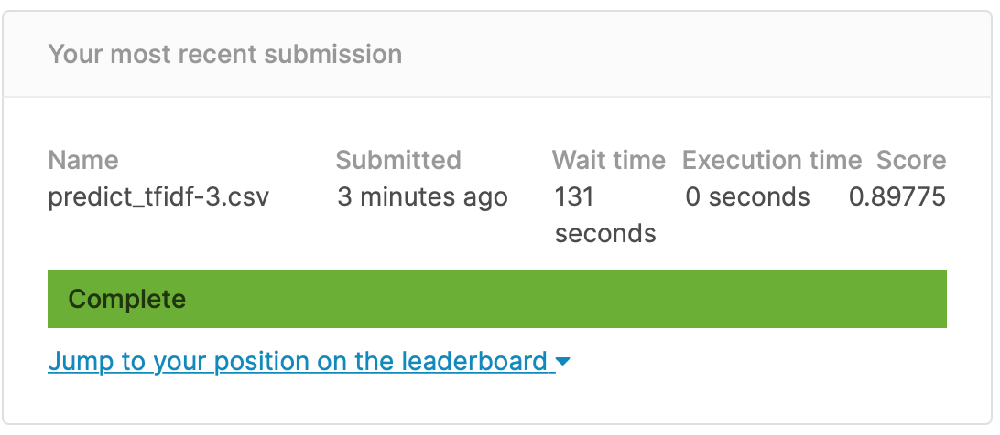 Your most recent submission
Name Submitted Wait time Execution time Score
predict_tfidf-3.csv 3 minutes ago 131 seconds 0 seconds 0.89775
Complete
Jump to your position on the leaderboard